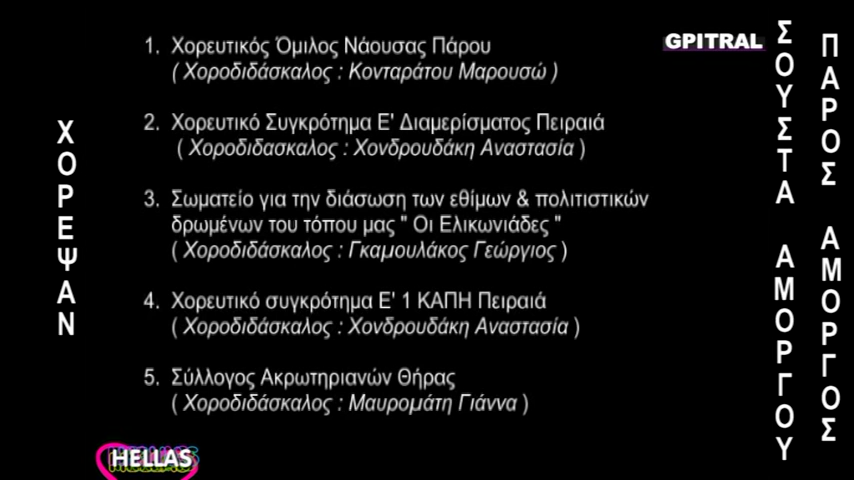 ΧΟΡΕΨΑΝ
1. Χορευτικός Όμιλος Νάουσας Πάρου
( Χοροδιδάσκαλος : Κονταράτου Μαρουσώ )
2. Χορευτικό Συγκρότημα Ε' Διαμερίσματος Πειραιά
( Χοροδιδασκαλος : Χονδρουδάκη Αναστασία )
3. Σωματείο για την διάσωση των εθίμων & πολιτιστικών
δρωμένων του τόπου μας " Οι Ελικωνιάδες "
( Χοροδιδάσκαλος : Γκαμουλάκος Γεώργιος )
4. Χορευτικό συγκρότημα Ε' 1 ΚΑΠΗ Πειραιά
( Χοροδιδάσκαλος : Χονδρουδάκη Αναστασία )
5. Σύλλογος Ακρωτηριανών Θήρας
( Χοροδιδάσκαλος : Μαυρομάτη Γιάννα )
GPITRAL
ΣΟΥΣΤΑ ΑΜΟΡΓΟΥ
ΠΑΡΟΣ ΑΜΟΡΓΟΣ
HELLAS